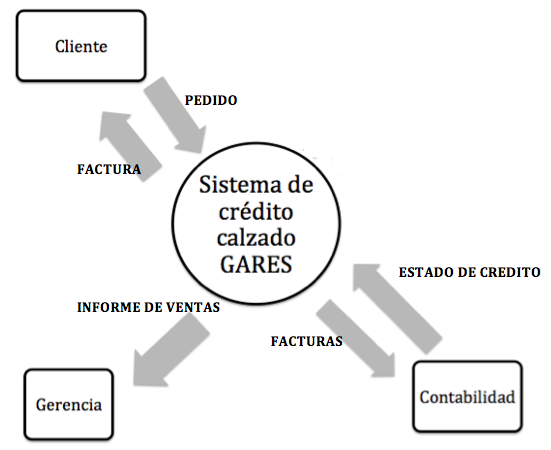 Cliente
PEDIDO
FACTURA
Sistema de
crédito
calzado
GARES
ESTADO DE CREDITO
INFORME DE VENTAS
FACTURAS
Gerencia
Contabilidad